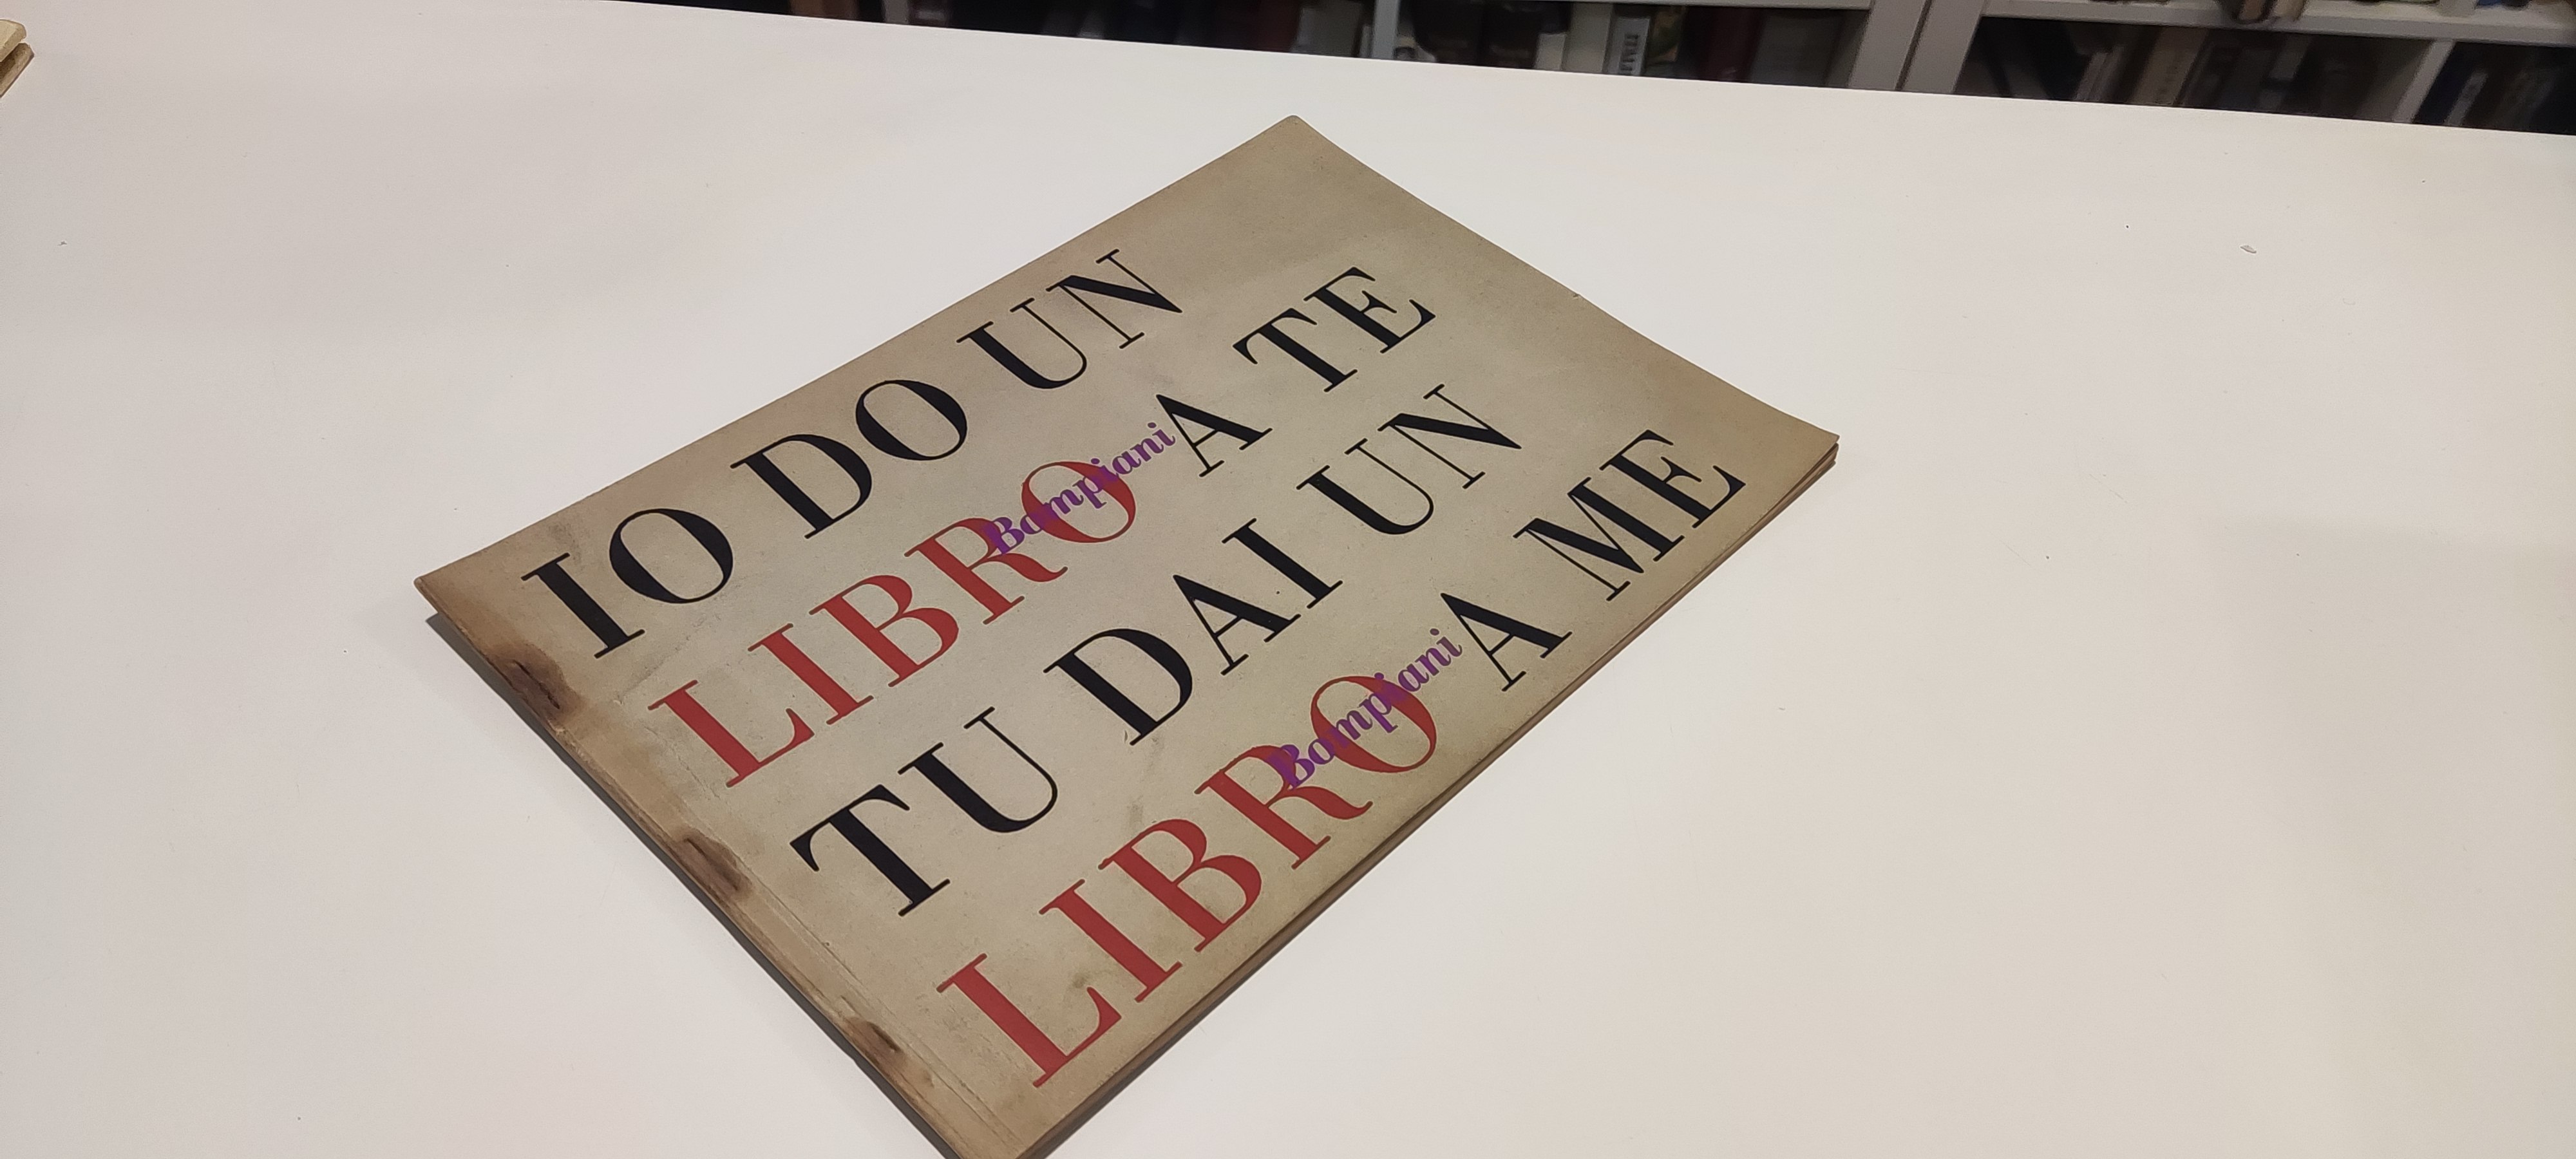 IO DO UN
LIBRO Bompiani A TE
TU DAI UN
LIBRO Bompiani A ME